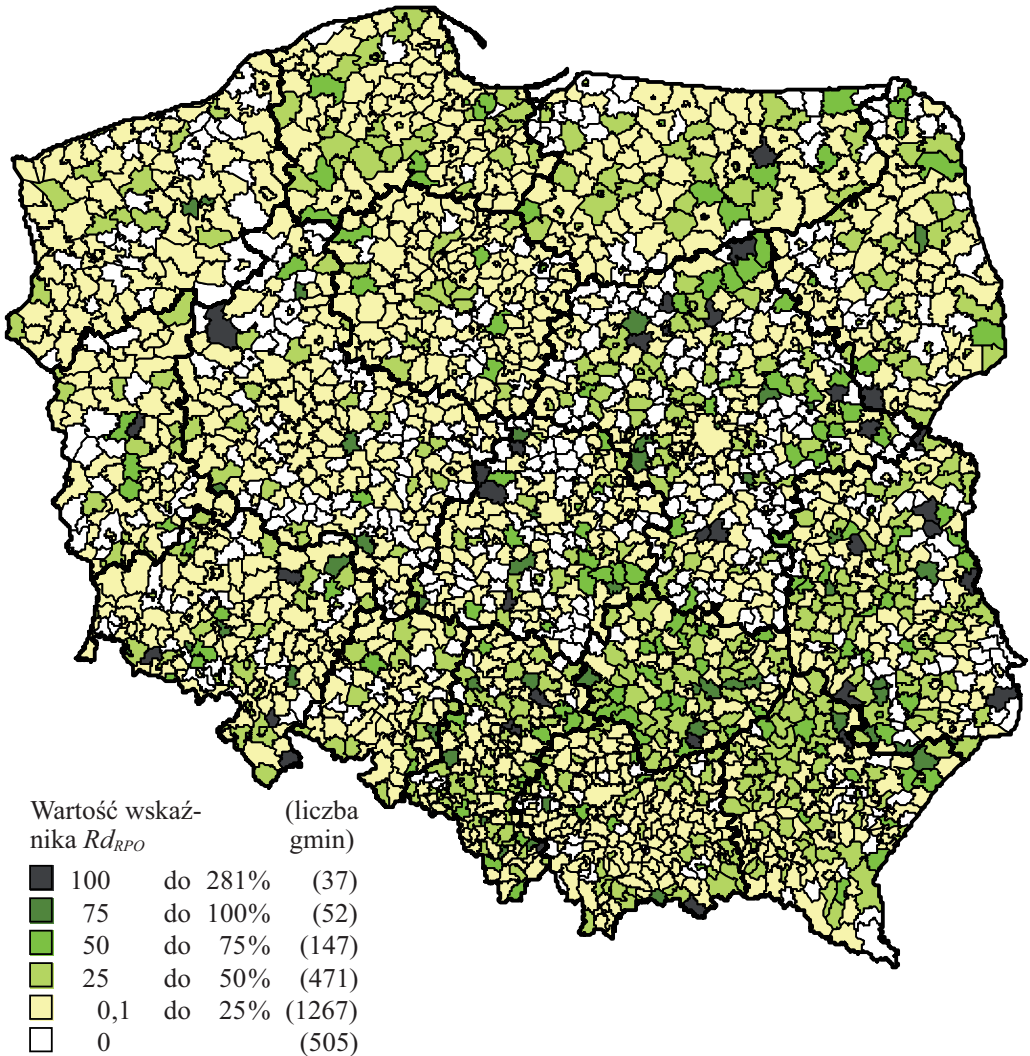 Wartość wskaź- (liczba
nika Rd_RPO gmin)
100 do 281% (37)
75 do 100% (52)
50 do 75% (147)
25 do 50% (471)
0,1 do 25% (1267)
0 (505)